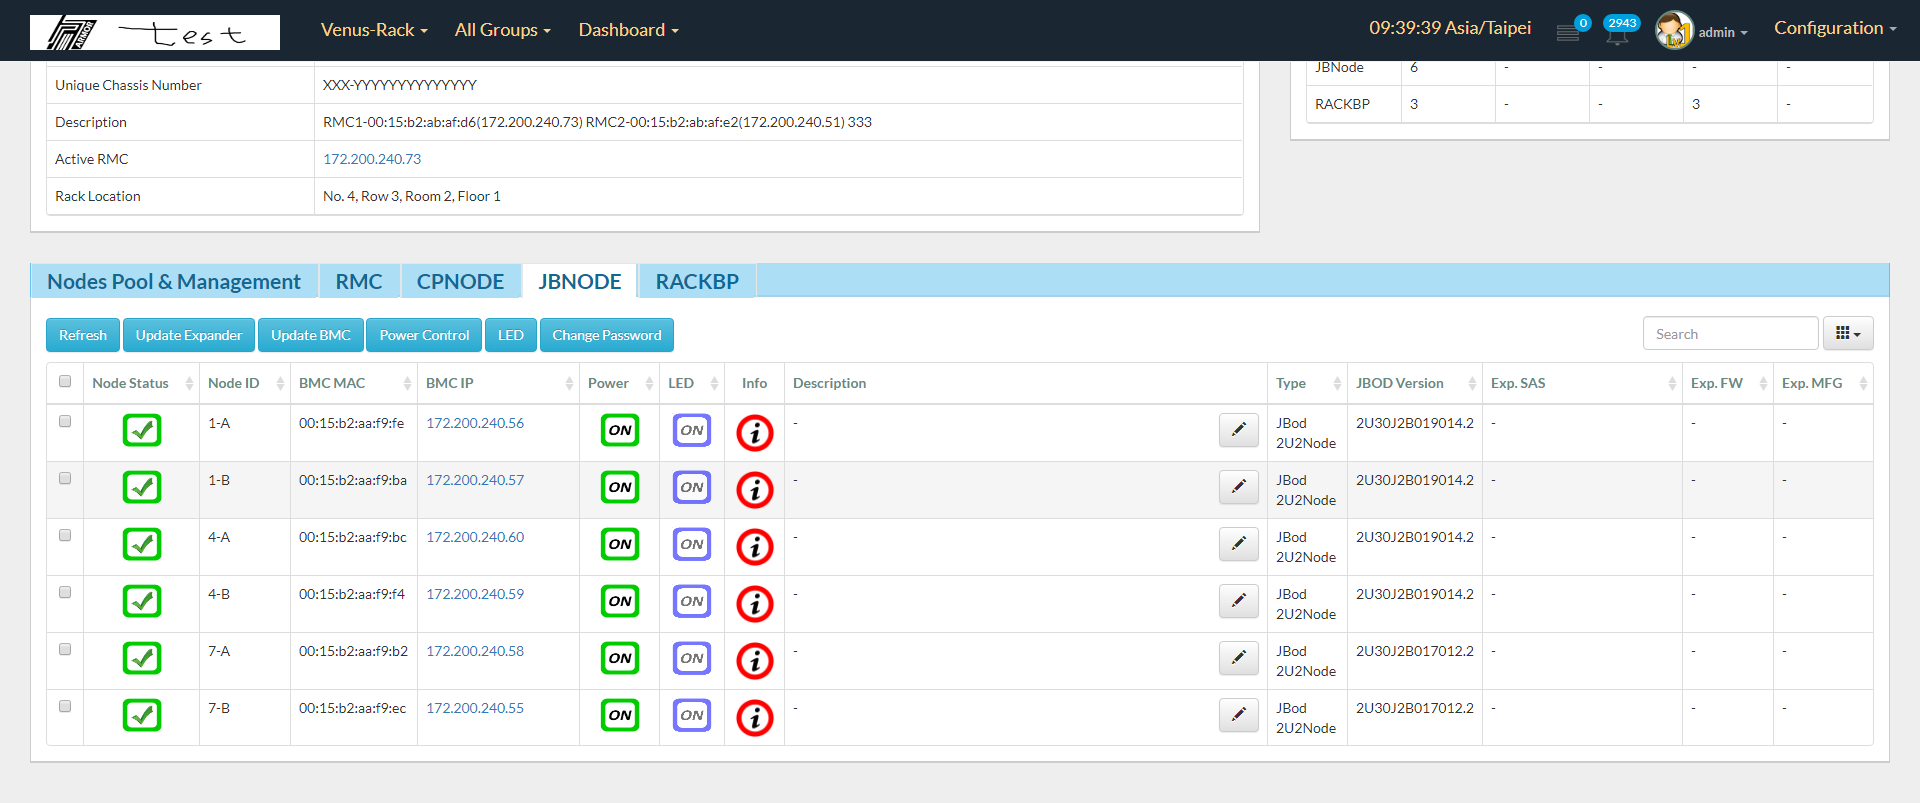 ARMOR test Venus-Rack All Groups Dashboard 09:39:39 Asia/Taipei 0 2943 admin Configuration
Unique Chassis Number XXX-YYYYYYYYYYYYYY
Description RMC1-00:15:b2:ab:af:d6(172.200.240.73) RMC2-00:15:b2:ab:af:e2(172.200.240.51) 333
Active RMC 172.200.240.73
Rack Location No. 4, Row 3, Room 2, Floor 1
JBNode 6 - - - -
RACKBP 3 - - 3 -
Nodes Pool & Management RMC CPNODE JBNODE RACKBP
Refresh Update Expander Update BMC Power Control LED Change Password Search
Node Status Node ID BMC MAC BMC IP Power LED Info Description Type JBOD Version Exp. SAS Exp. FW Exp. MFG
1-A 00:15:b2:aa:f9:fe 172.200.240.56 ON ON i - JBod 2U30J2B019014.2 - - -
2U2Node
1-B 00:15:b2:aa:f9:ba 172.200.240.57 ON ON i - JBod 2U30J2B019014.2 - - -
2U2Node
4-A 00:15:b2:aa:f9:bc 172.200.240.60 ON ON i - JBod 2U30J2B019014.2 - - -
2U2Node
4-B 00:15:b2:aa:f9:f4 172.200.240.59 ON ON i - JBod 2U30J2B019014.2 - - -
2U2Node
7-A 00:15:b2:aa:f9:b2 172.200.240.58 ON ON i - JBod 2U30J2B017012.2 - - -
2U2Node
7-B 00:15:b2:aa:f9:ec 172.200.240.55 ON ON i - JBod 2U30J2B017012.2 - - -
2U2Node